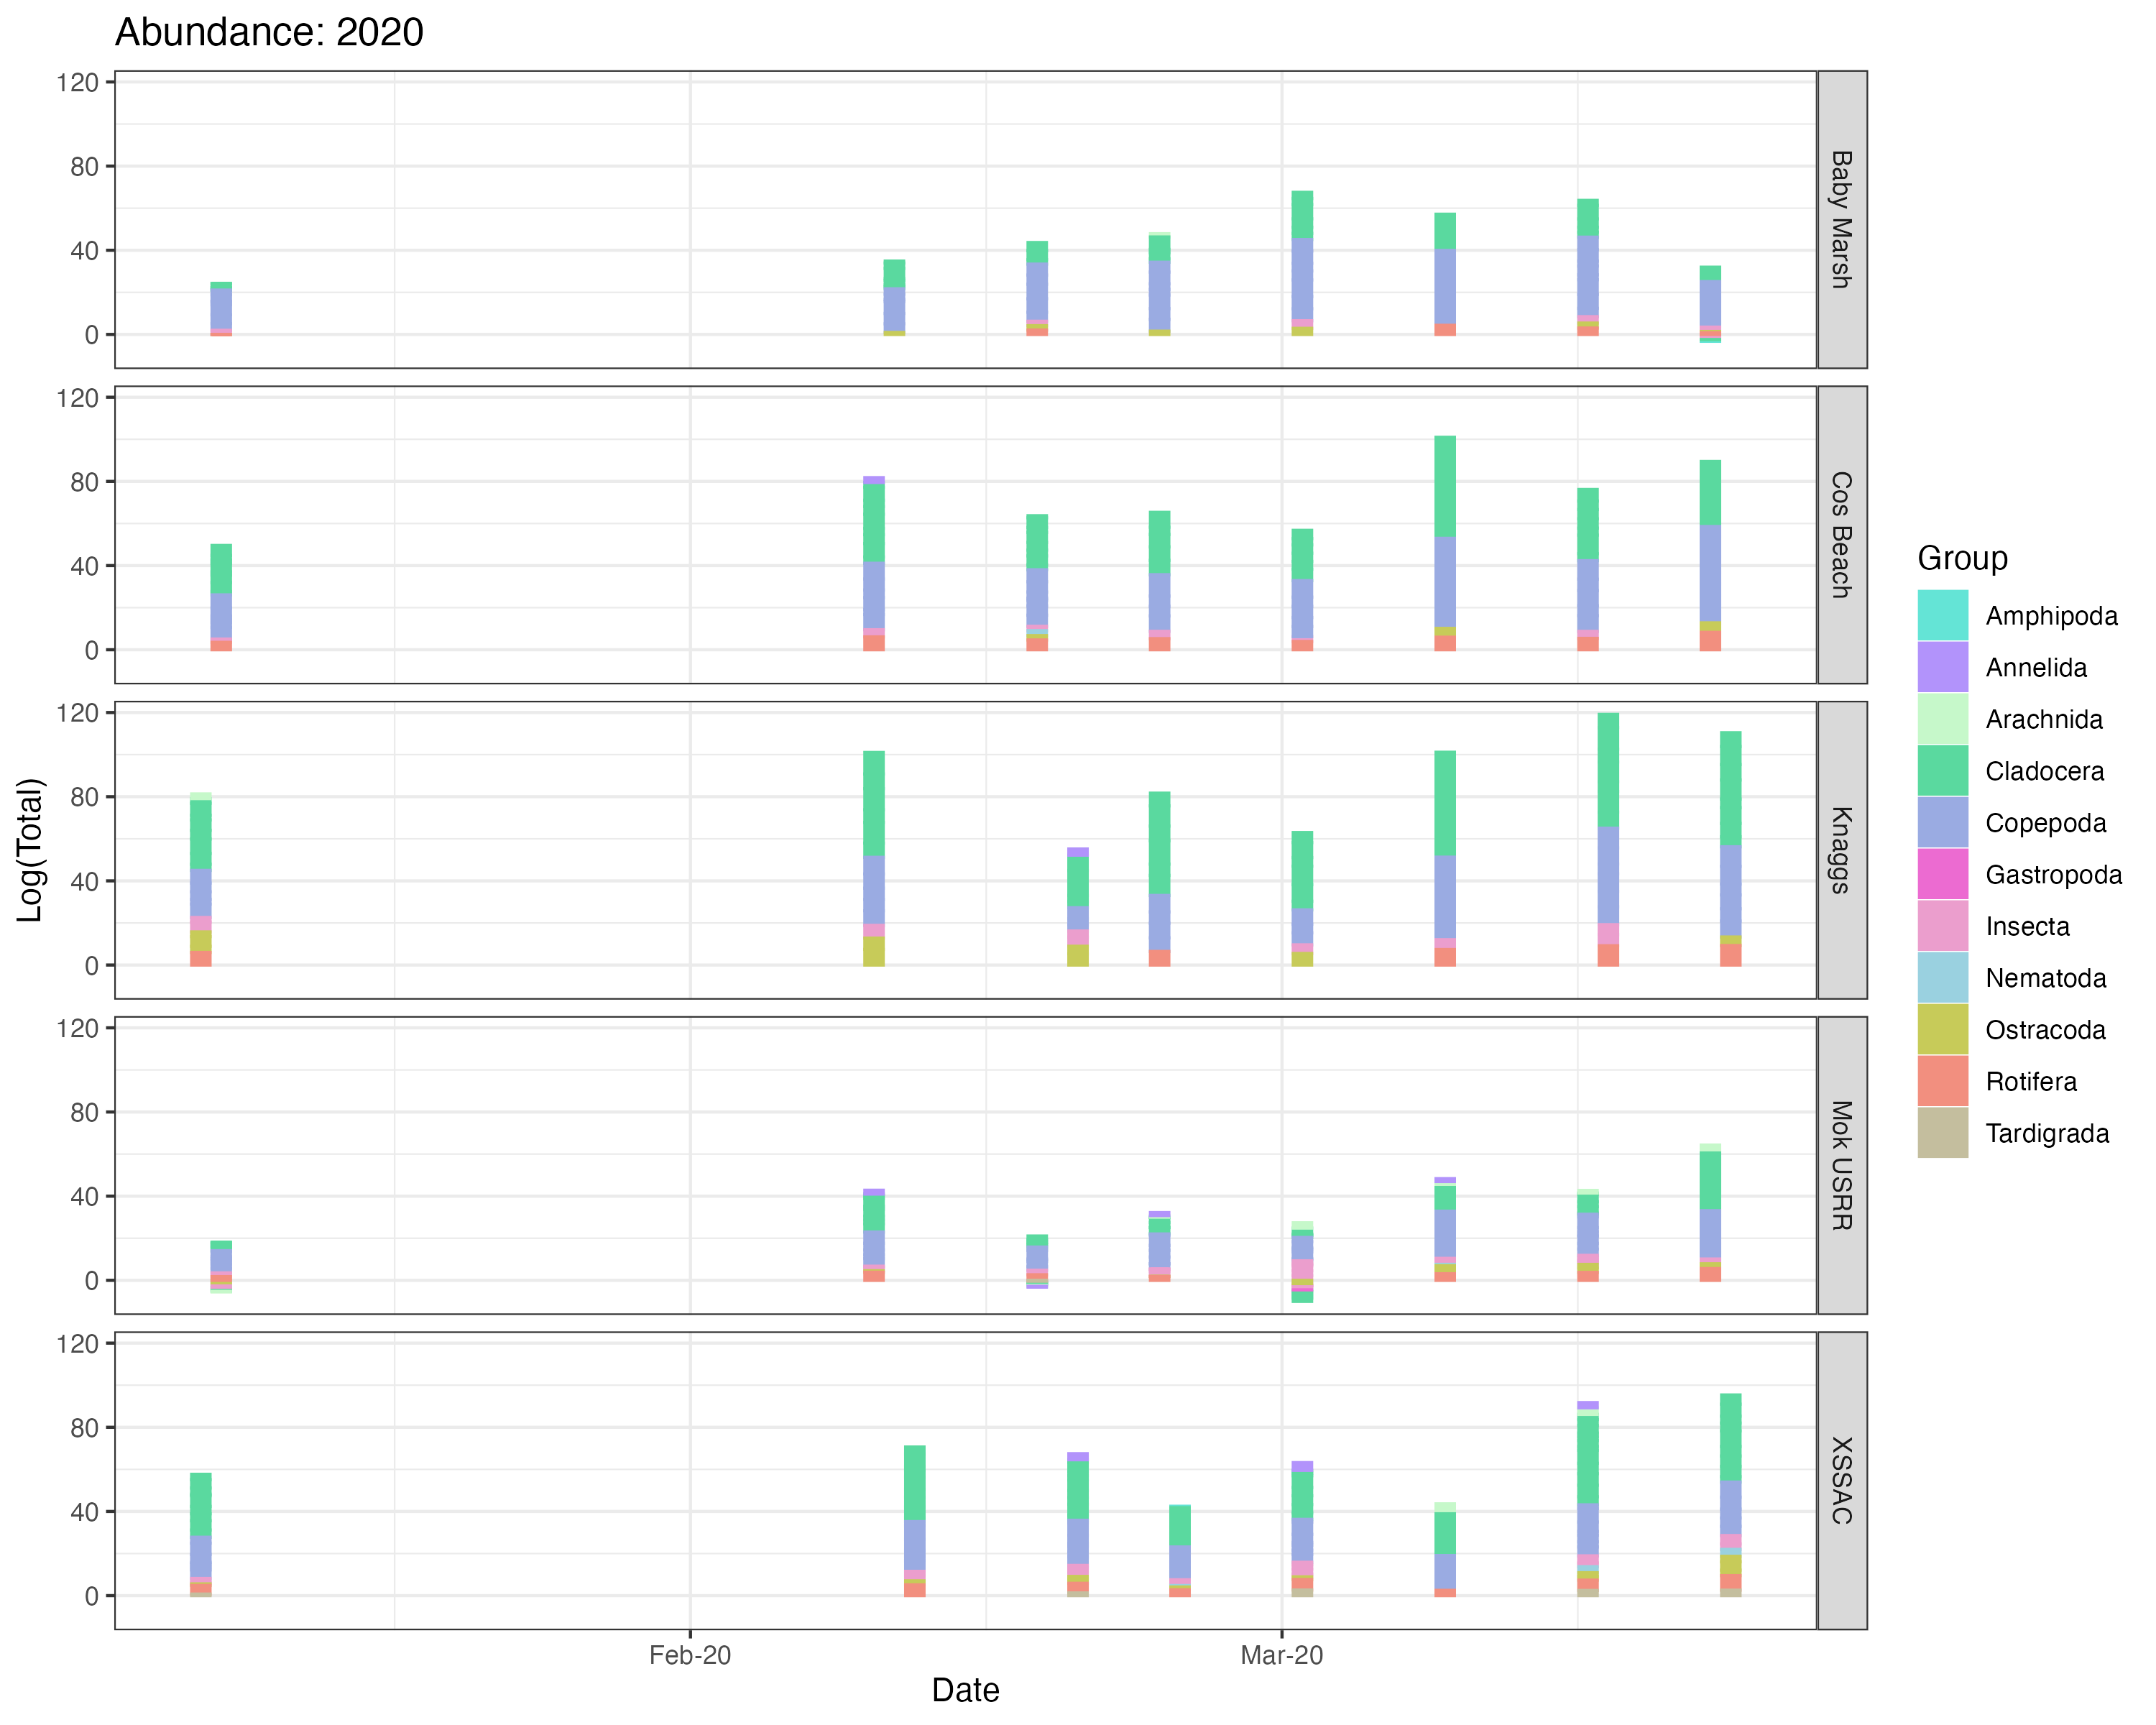 Abundance: 2020
120
80
40
0
Baby Marsh
120
80
40
0
Cos Beach
120
80
40
0
Knaggs
120
80
40
0
Mok USRR
120
80
40
0
XSSAC
Feb-20
Mar-20
Date
Log(Total)
Group
Amphipoda
Annelida
Arachnida
Cladocera
Copepoda
Gastropoda
Insecta
Nematoda
Ostracoda
Rotifera
Tardigrada